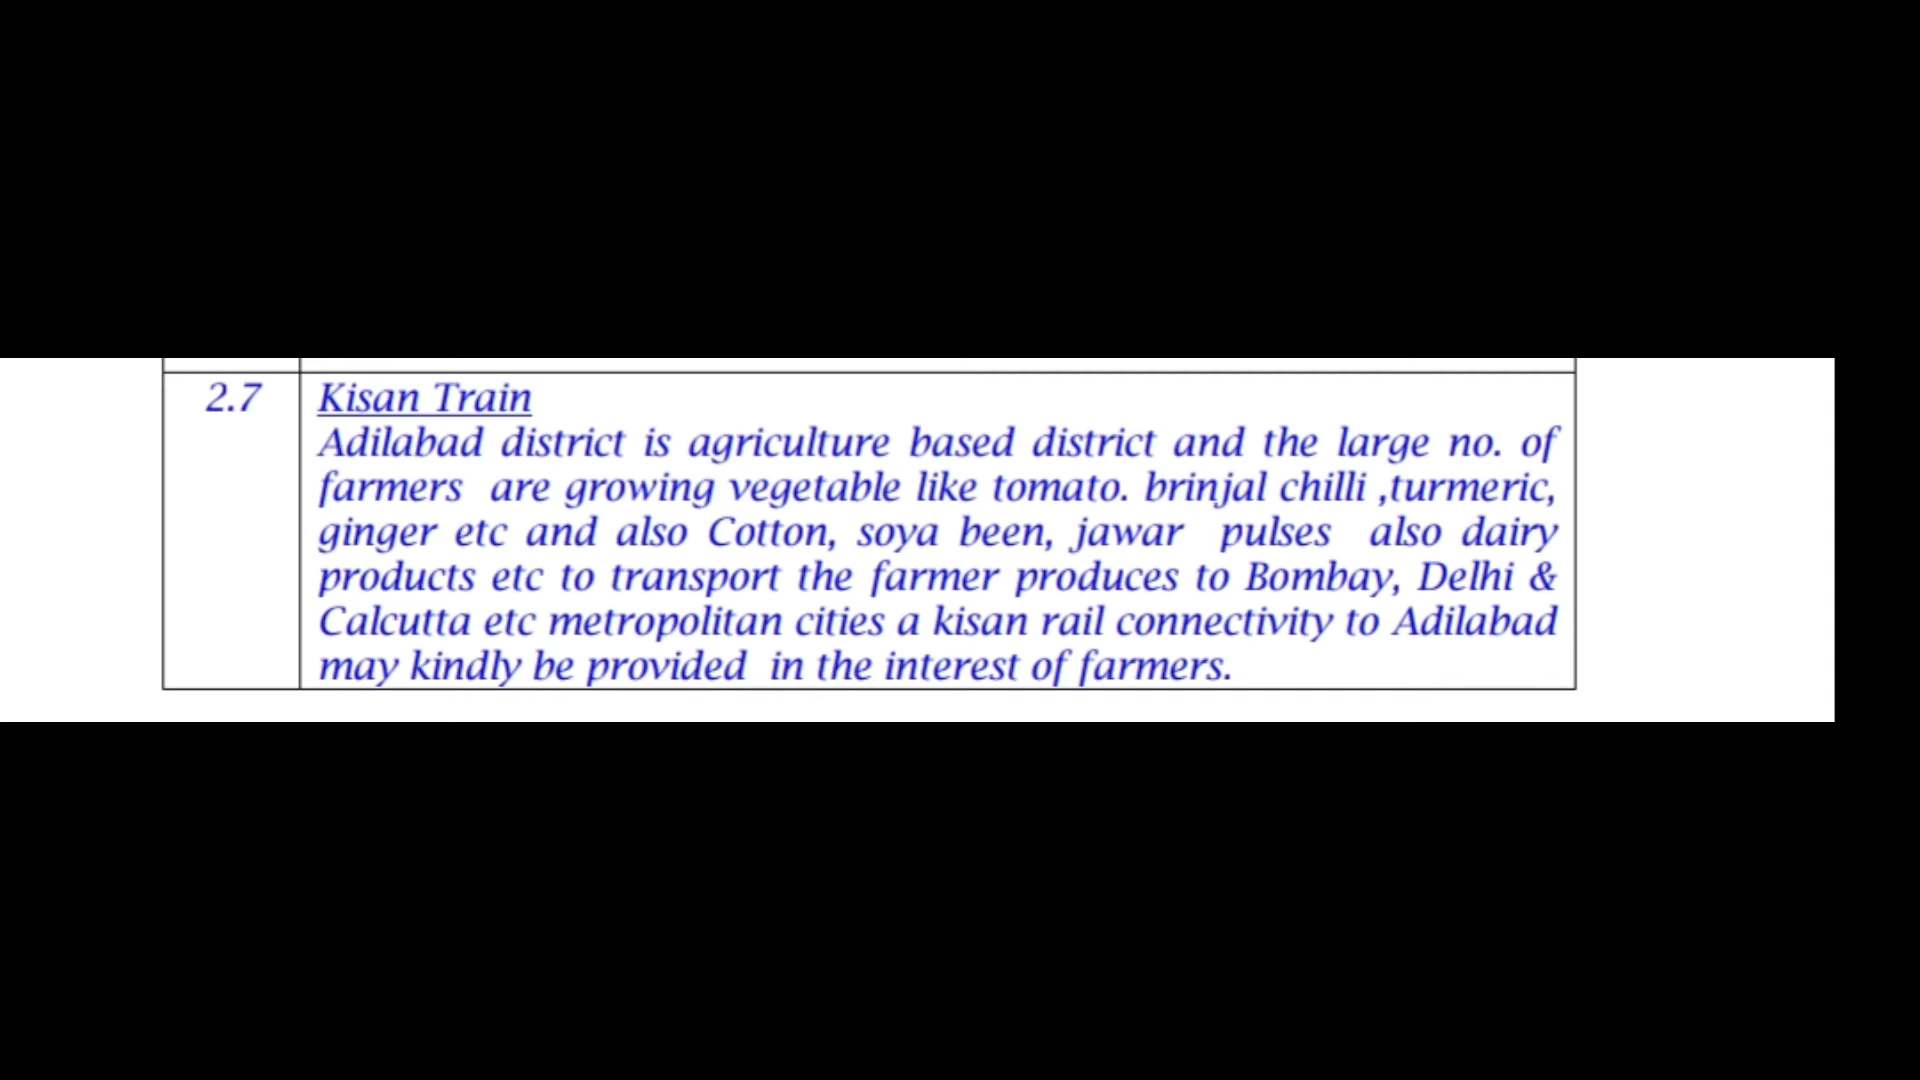 2.7 Kisan Train
Adilabad district is agriculture based district and the large no. of
farmers are growing vegetable like tomato. brinjal chilli ,turmeric,
ginger etc and also Cotton, soya been, jawar pulses also dairy
products etc to transport the farmer produces to Bombay, Delhi &
Calcutta etc metropolitan cities a kisan rail connectivity to Adilabad
may kindly be provided in the interest of farmers.